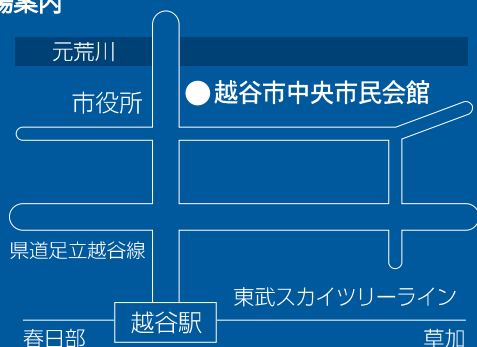 場案内
元荒川
市役所
越谷市中央市民会館
県道足立越谷線
東武スカイツリーライン
越谷駅
春日部
草加